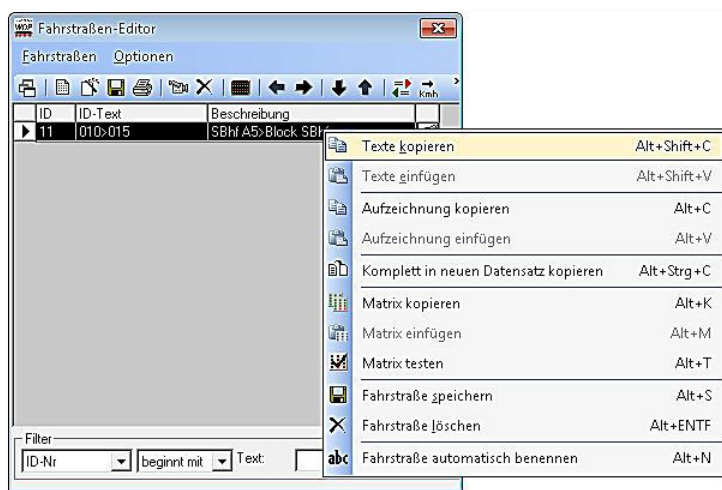 WDP Fahrstraßen-Editor
Fahrstraßen Optionen
Kmh
ID ID-Text Beschreibung
11 010>015 SBhf A5>Block
Texte kopieren Alt+Shift+C
Texte einfügen Alt+Shift+V
Aufzeichnung kopieren Alt+C
Aufzeichnung einfügen Alt+V
Komplett in neuen Datensatz kopieren Alt+Strg+C
Matrix kopieren Alt+K
Matrix einfügen Alt+M
Matrix testen Alt+T
Fahrstraße speichern Alt+S
Fahrstraße löschen Alt+ENTF
abc Fahrstraße automatisch benennen Alt+N
Filter
ID-Nr beginnt mit Text: